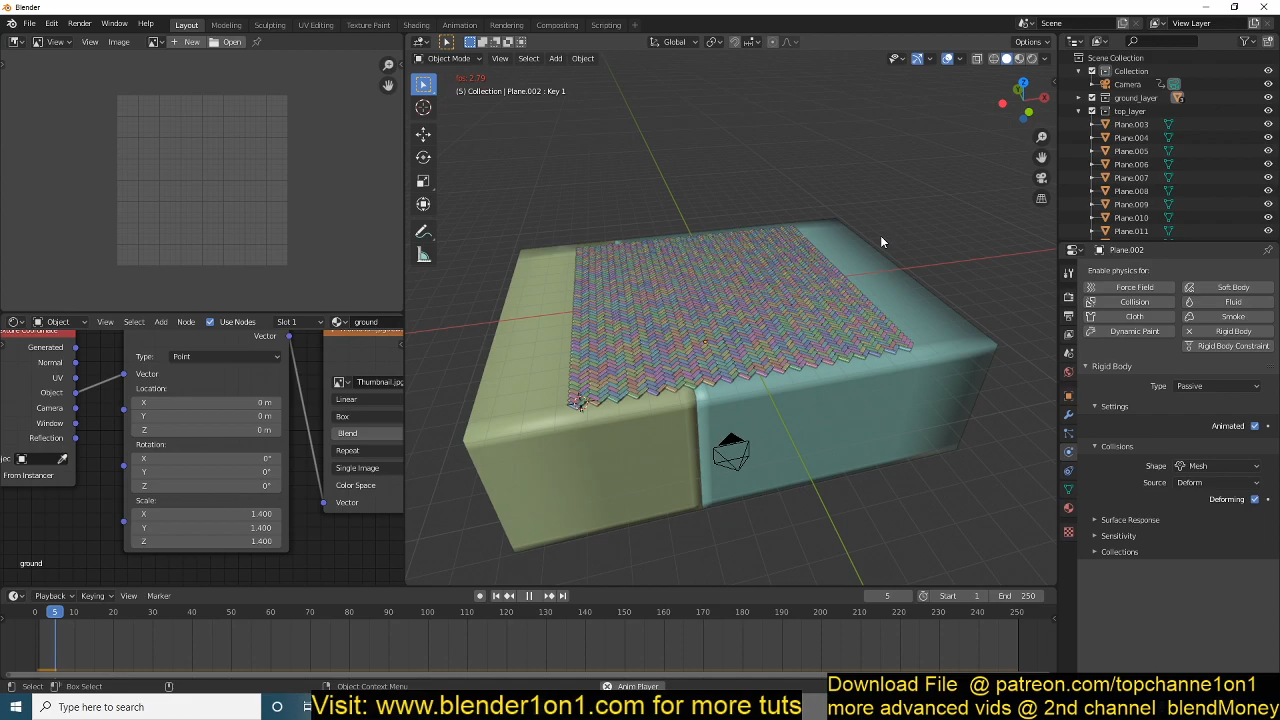 Blender
File Edit Render Window Help Layout Modeling Sculpting UV Editing Texture Paint Shading Animation Rendering Compositing Scripting + Scene View Layer
View View Image New Open Global Options
Object Mode View Select Add Object
fps: 2.79
(5) Collection | Plane.002 : Key 1
Scene Collection
Collection
Camera
ground_layer
top_layer
Plane.003
Plane.004
Plane.005
Plane.006
Plane.007
Plane.008
Plane.009
Plane.010
Plane.011
Plane.002
Enable physics for:
Force Field Soft Body
Collision Fluid
Cloth Smoke
Dynamic Paint Rigid Body
Rigid Body Constraint
Rigid Body
Type Passive
Settings
Animated
Collisions
Shape Mesh
Source Deform
Deforming
Surface Response
Sensitivity
Collections
Object View Select Add Node Use Nodes Slot 1 ground
Generated
Normal
UV
Object
Camera
Window
Reflection
From Instancer
Vector
Type: Point
Vector
Location:
X 0 m
Y 0 m
Z 0 m
Rotation:
X 0°
Y 0°
Z 0°
Scale:
X 1.400
Y 1.400
Z 1.400
Thumbnail.jpg
Linear
Box
Blend
Repeat
Single Image
Color Space
Vector
ground
Playback Keying View Marker 5 Start 1 End 250
0 5 10 20 30 40 50 60 70 80 90 100 110 120 130 140 150 160 170 180 190 200 210 220 230 240 250
Select Box Select Object Context Menu Anim Player
Type here to search
Visit: www.blender1on1.com for more tuts
Download File @ patreon.com/topchanne1on1
more advanced vids @ 2nd channel blendMoney